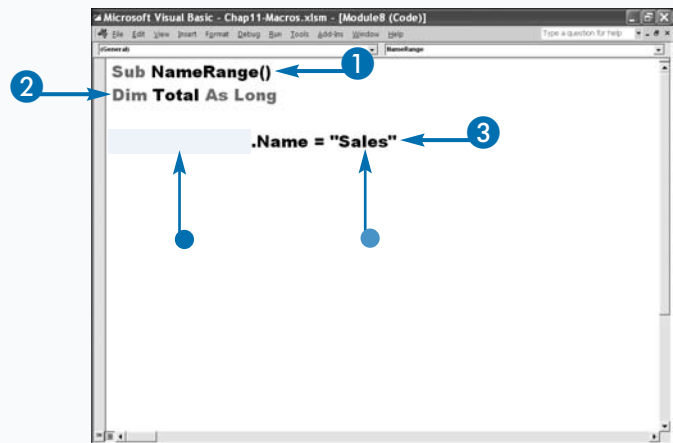 Microsoft Visual Basic - Chap11-Macros.xlsm - [Module8 (Code)]
File Edit View Insert Format Debug Run Tools Add-Ins Window Help Type a question for help
(General) NameRange
1
Sub NameRange()
2
Dim Total As Long
3
.Name = "Sales"